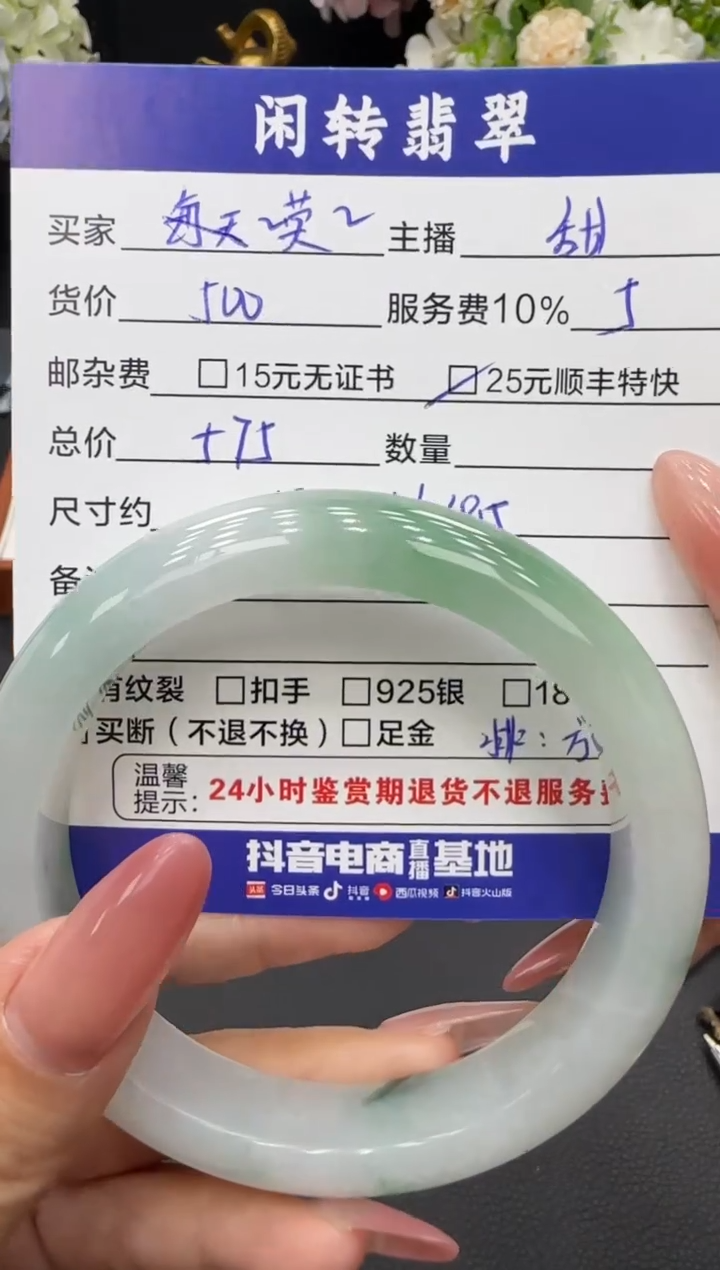 闲转翡翠
买家 每天 主播 甜
货价 500 服务费10% 5
邮杂费 □15元无证书 □25元顺丰特快
总价 575 数量
尺寸约
有纹裂 □扣手 □925银 □18
买断（不退不换）□足金
温馨提示： 24小时鉴赏期退货不退服务
抖音电商直播基地
头条 今日头条 抖音 西瓜视频 抖音火山版